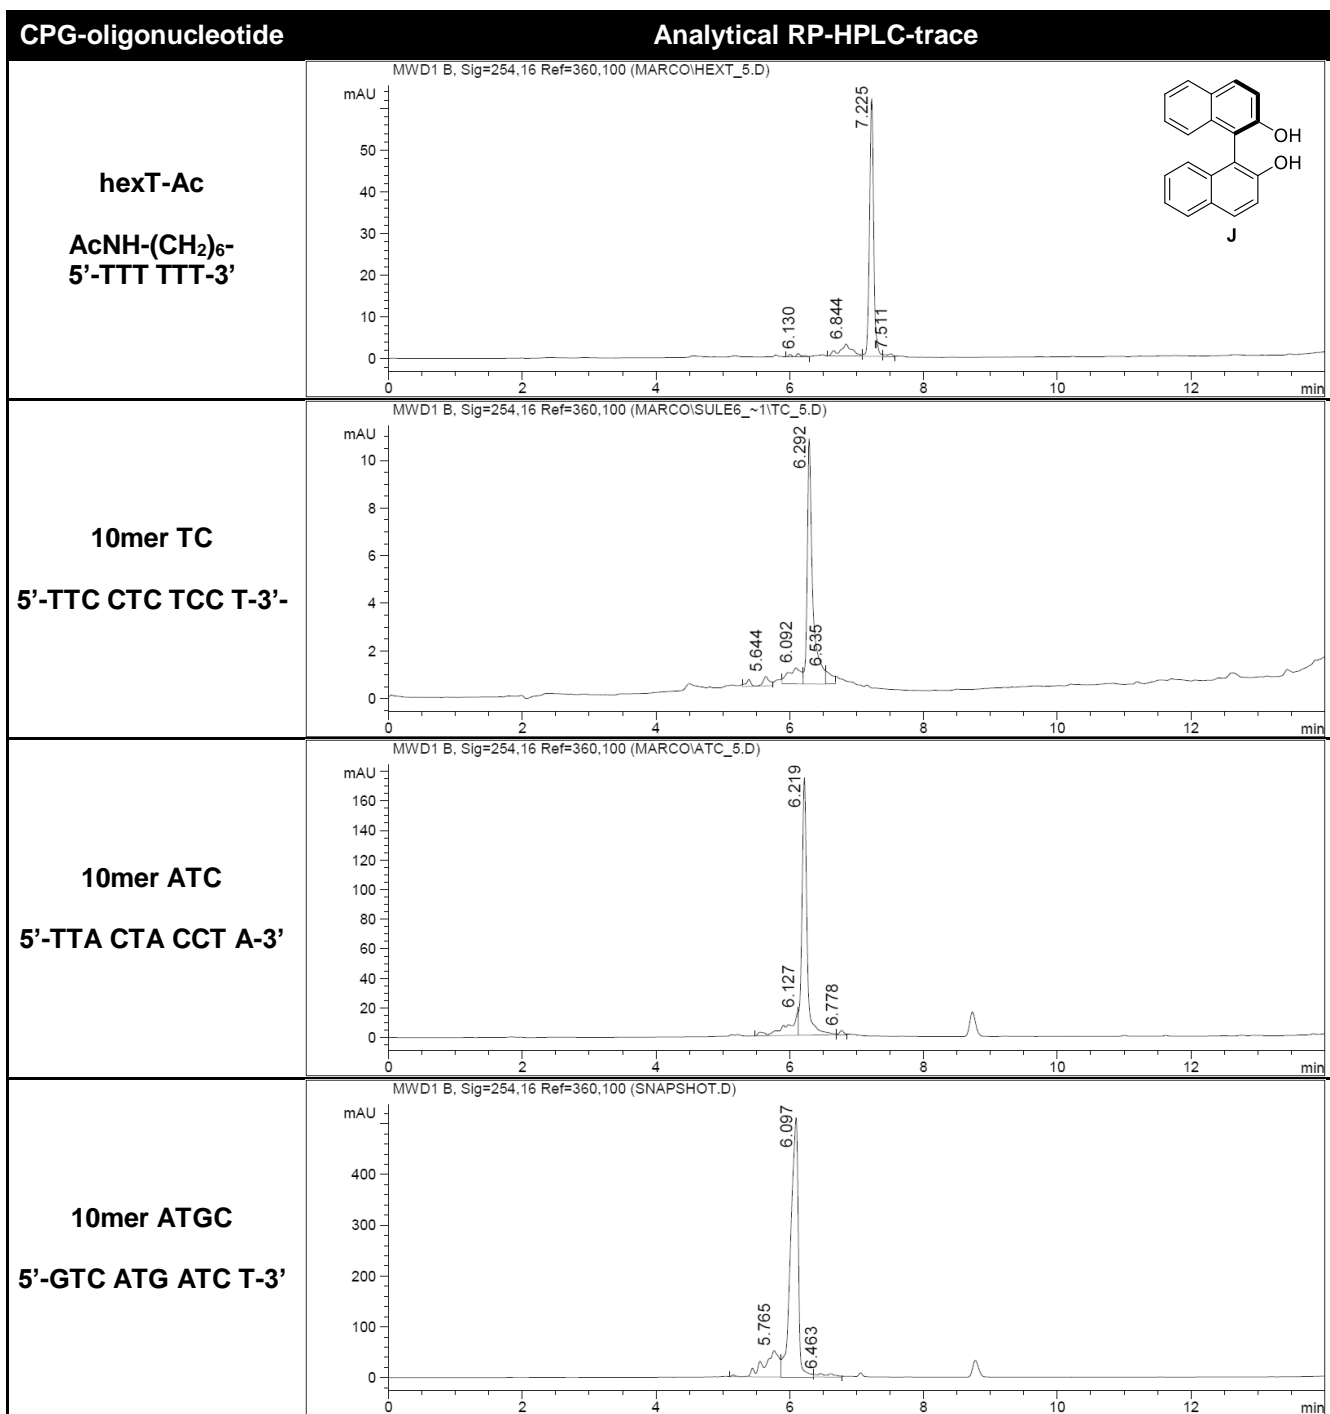 CPG-oligonucleotide Analytical RP-HPLC-trace
hexT-Ac
AcNH-(CH₂)₆-
5’-TTT TTT-3’
MWD1 B, Sig=254,16 Ref=360,100 (MARCO\HEXT_5.D)
mAU
50
40
30
20
10
0
6.130
6.844
7.225
7.511
0 2 4 6 8 10 12 min
OH
OH
J
10mer TC
5’-TTC CTC TCC T-3’-
MWD1 B, Sig=254,16 Ref=360,100 (MARCO\SULE6_~1\TC_5.D)
mAU
10
8
6
4
2
0
5.644
6.092
6.292
6.535
0 2 4 6 8 10 12 min
10mer ATC
5’-TTA CTA CCT A-3’
MWD1 B, Sig=254,16 Ref=360,100 (MARCO\ATC_5.D)
mAU
160
140
120
100
80
60
40
20
0
6.127
6.219
6.778
0 2 4 6 8 10 12 min
10mer ATGC
5’-GTC ATG ATC T-3’
MWD1 B, Sig=254,16 Ref=360,100 (SNAPSHOT.D)
mAU
400
300
200
100
0
5.765
6.097
6.463
0 2 4 6 8 10 12 min